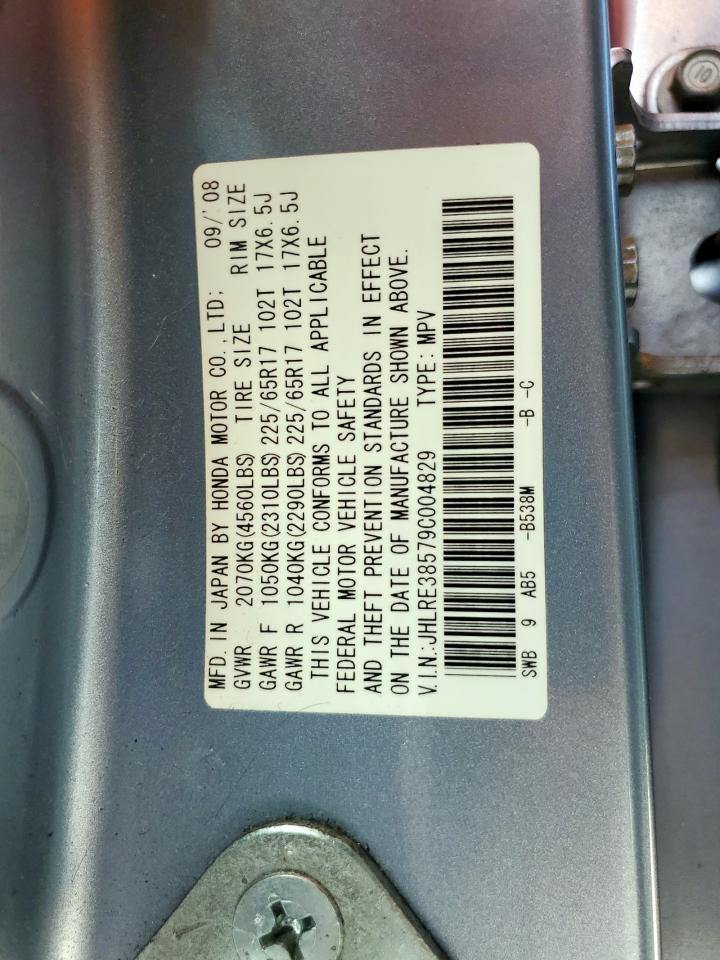 MFD. IN JAPAN BY HONDA MOTOR CO., LTD; 09/'08
GVWR 2070KG(4560LBS) TIRE SIZE RIM SIZE
GAWR F 1050KG(2310LBS) 225/65R17 102T 17X6.5J
GAWR R 1040KG(2290LBS) 225/65R17 102T 17X6.5J
THIS VEHICLE CONFORMS TO ALL APPLICABLE
FEDERAL MOTOR VEHICLE SAFETY
AND THEFT PREVENTION STANDARDS IN EFFECT
ON THE DATE OF MANUFACTURE SHOWN ABOVE.
V.I.N.:JHLRE38579C004829 TYPE: MPV
SWB 9 AB5 -B538M -B -C
10